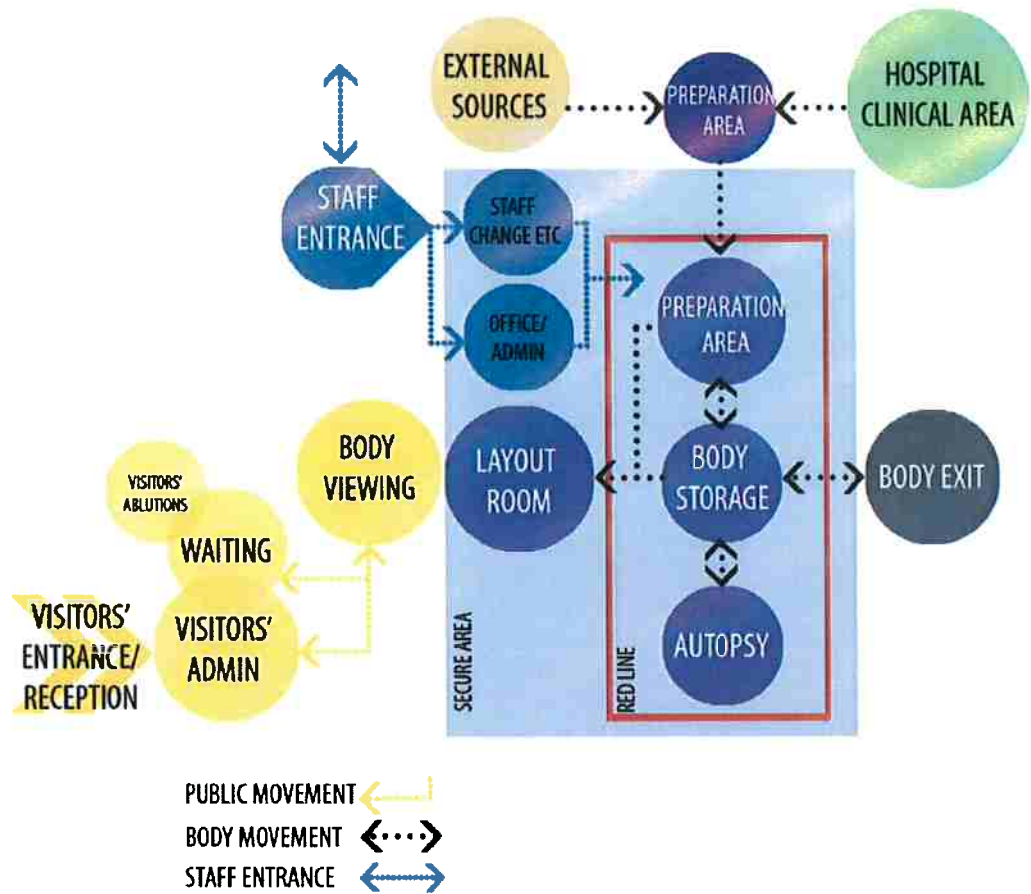 EXTERNAL
SOURCES
PREPARATION
AREA
HOSPITAL
CLINICAL AREA
STAFF
ENTRANCE
STAFF
CHANGE ETC
OFFICE/
ADMIN
PREPARATION
AREA
BODY
VIEWING
LAYOUT
ROOM
BODY
STORAGE
BODY EXIT
VISITORS'
ABLUTIONS
WAITING
VISITORS'
ENTRANCE/
RECEPTION
VISITORS'
ADMIN
AUTOPSY
SECURE AREA
RED LINE
PUBLIC MOVEMENT
BODY MOVEMENT
STAFF ENTRANCE